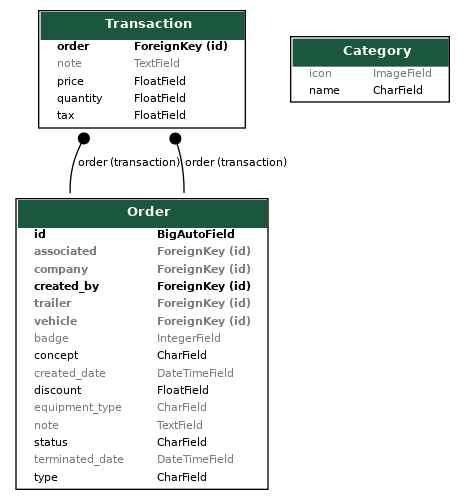 Transaction
order ForeignKey (id)
note TextField
price FloatField
quantity FloatField
tax FloatField
Category
icon ImageField
name CharField
order (transaction) order (transaction)
Order
id BigAutoField
associated ForeignKey (id)
company ForeignKey (id)
created_by ForeignKey (id)
trailer ForeignKey (id)
vehicle ForeignKey (id)
badge IntegerField
concept CharField
created_date DateTimeField
discount FloatField
equipment_type CharField
note TextField
status CharField
terminated_date DateTimeField
type CharField